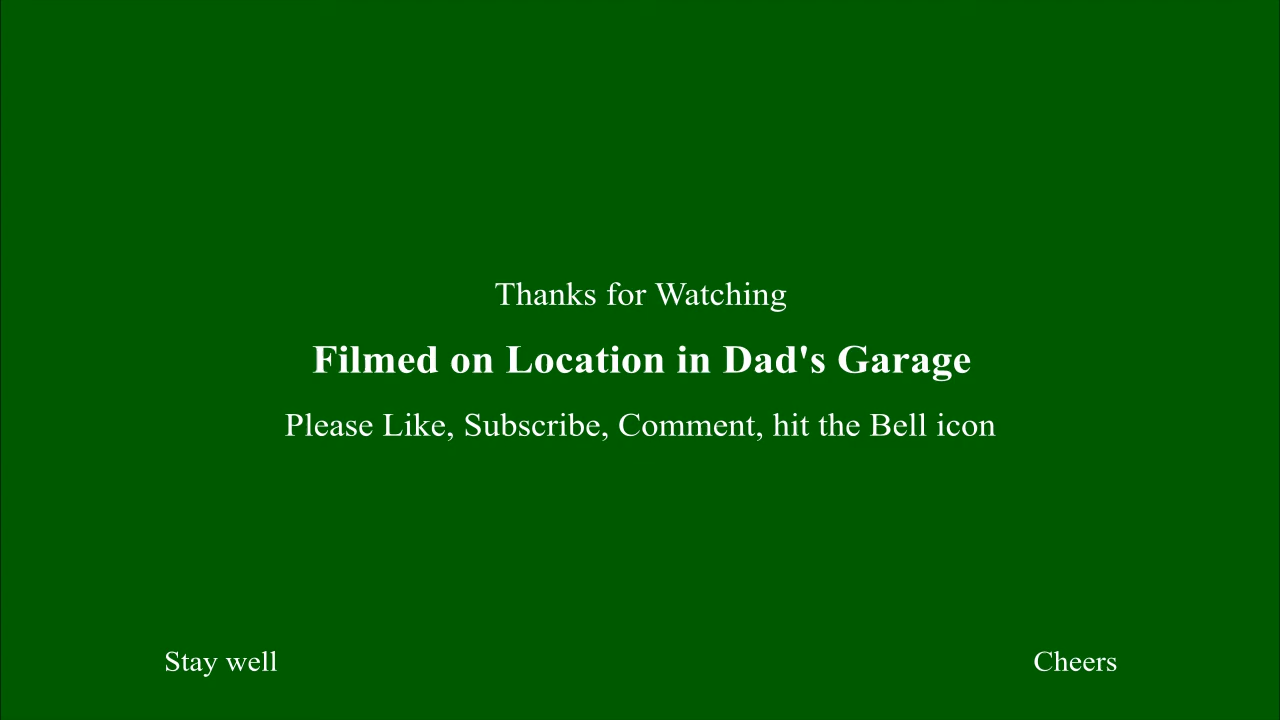 Thanks for Watching
Filmed on Location in Dad's Garage
Please Like, Subscribe, Comment, hit the Bell icon
Stay well
Cheers